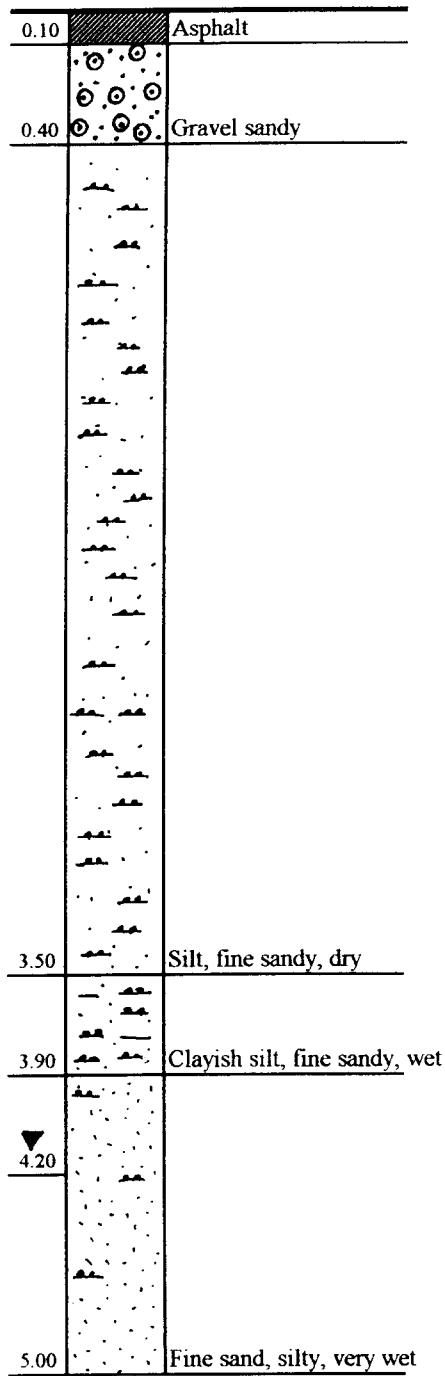 0.10 Asphalt
0.40 Gravel sandy
3.50 Silt, fine sandy, dry
3.90 Clayish silt, fine sandy, wet
4.20
5.00 Fine sand, silty, very wet